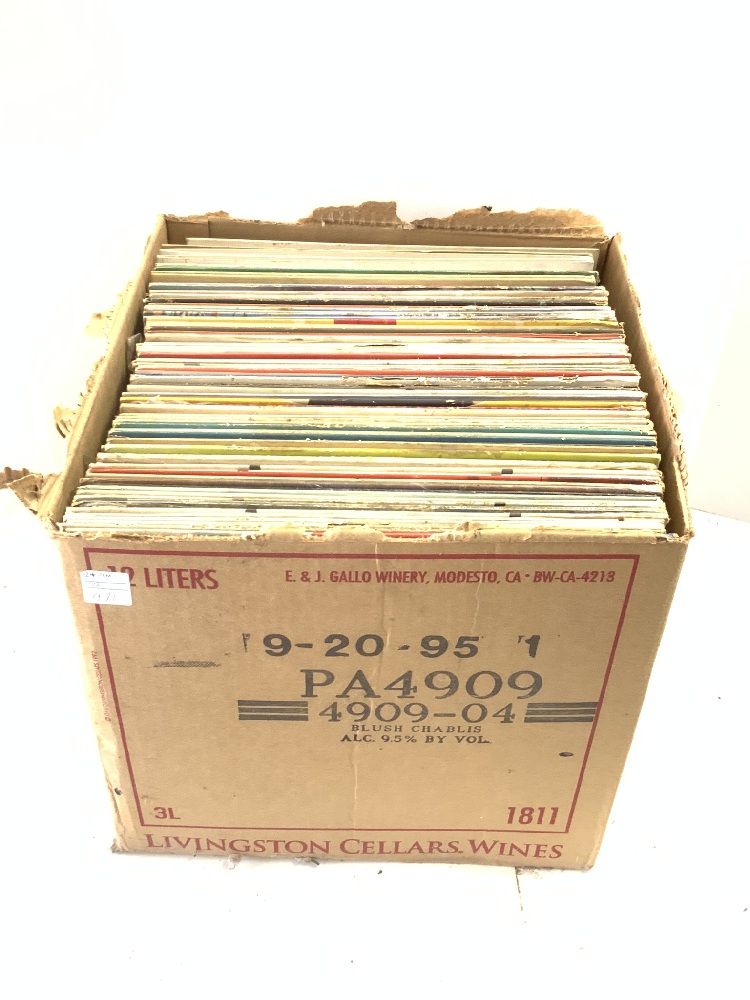 12 LITERS
E. & J. GALLO WINERY, MODESTO, CA • BW-CA-4213
9-20-95 1
PA4909
4909-04
BLUSH CHABLIS
ALC. 9.5% BY VOL.
3L
1811
LIVINGSTON CELLARS. WINES